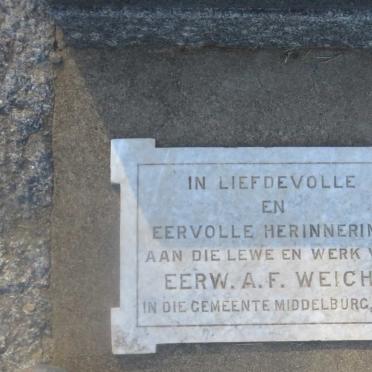 IN LIEFDEVOLLE
EN
EERVOLLE HERINNERIN
AAN DIE LEWE EN WERK
EERW. A. F. WEICH
IN DIE GEMEENTE MIDDELBURG,